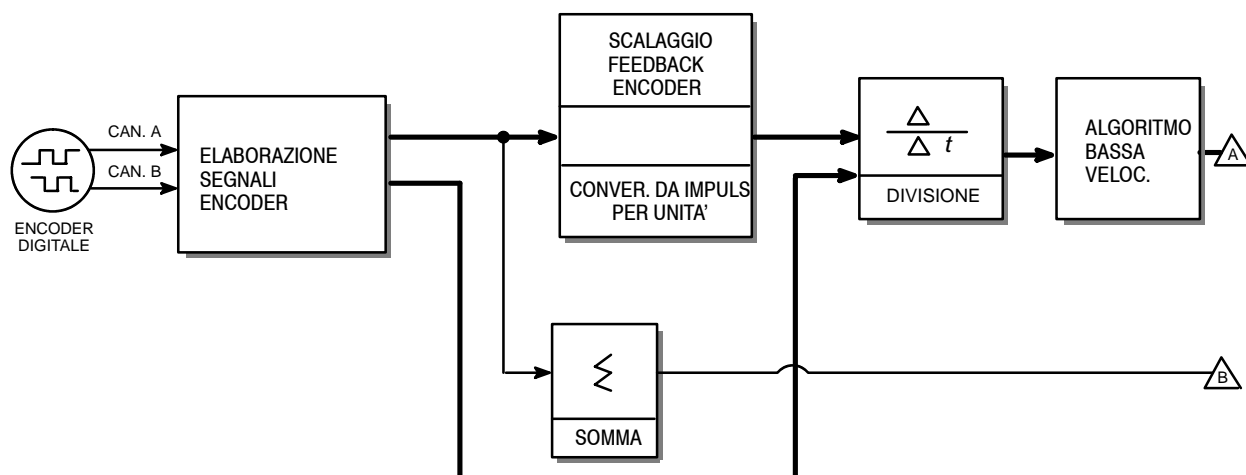 SCALAGGIO
FEEDBACK
ENCODER
CONVER. DA IMPULS
PER UNITA'
CAN. A
CAN. B
ENCODER
DIGITALE
ELABORAZIONE
SEGNALI
ENCODER
Δ
Δ t
DIVISIONE
ALGORITMO
BASSA
VELOC.
A
SOMMA
B